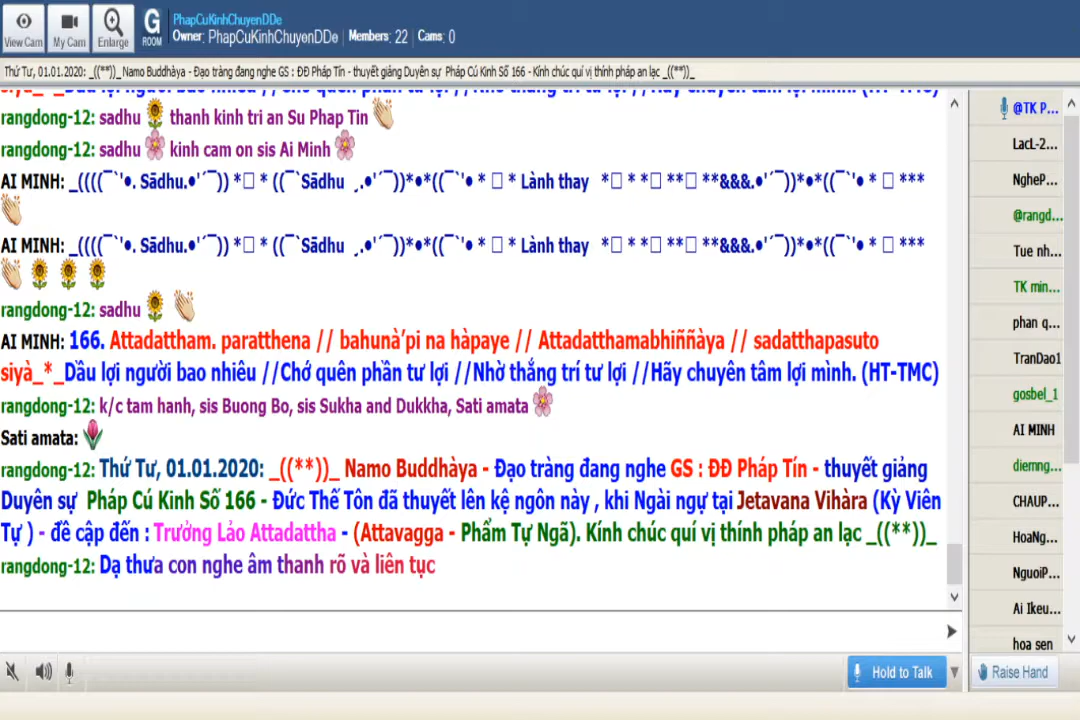 View Cam
My Cam
Enlarge
G
ROOM
PhapCuKinhChuyenDDe
Owner: PhapCuKinhChuyenDDe Members: 22 Cams: 0
Thứ Tư, 01.01.2020: _((**))_ Namo Buddhàya - Đạo tràng đang nghe GS : ĐĐ Pháp Tín - thuyết giảng Duyên sự Pháp Cú Kinh Số 166 - Kính chúc quí vị thính pháp an lạc _((**))_
rangdong-12: sadhu thanh kinh tri an Su Phap Tin
rangdong-12: sadhu kinh cam on sis Ai Minh
AI MINH: _((((¯`'•. Sādhu.•'´¯)) *□ * ((¯`Sādhu ¸.•'´¯))*•*((¯`'• * □ * Lành thay *□ * *□ **□ **&&&.•'´¯))*•*((¯`'• * □ ***
AI MINH: _((((¯`'•. Sādhu.•'´¯)) *□ * ((¯`Sādhu ¸.•'´¯))*•*((¯`'• * □ * Lành thay *□ * *□ **□ **&&&.•'´¯))*•*((¯`'• * □ ***
rangdong-12: sadhu
AI MINH: 166. Attadattham. paratthena // bahunà’pi na hàpaye // Attadatthamabhiññàya // sadatthapasuto
siyà_*_Dầu lợi người bao nhiêu //Chớ quên phần tư lợi //Nhờ thắng trí tư lợi //Hãy chuyên tâm lợi mình. (HT-TMC)
rangdong-12: k/c tam hanh, sis Buong Bo, sis Sukha and Dukkha, Sati amata
Sati amata:
rangdong-12: Thứ Tư, 01.01.2020: _((**))_ Namo Buddhàya - Đạo tràng đang nghe GS : ĐĐ Pháp Tín - thuyết giảng
Duyên sự Pháp Cú Kinh Số 166 - Đức Thế Tôn đã thuyết lên kệ ngôn này , khi Ngài ngự tại Jetavana Vihàra (Kỳ Viên
Tự ) - đề cập đến : Trưởng Lảo Attadattha - (Attavagga - Phẩm Tự Ngã). Kính chúc quí vị thính pháp an lạc _((**))_
rangdong-12: Dạ thưa con nghe âm thanh rõ và liên tục
@TK P...
LacL-2...
NgheP...
@rangd...
Tue nh...
TK min...
phan q...
TranDao1
gosbel_1
AI MINH
diemng...
CHAUP...
HoaNg...
NguoiP...
Ai Ikeu...
hoa sen
Hold to Talk
Raise Hand